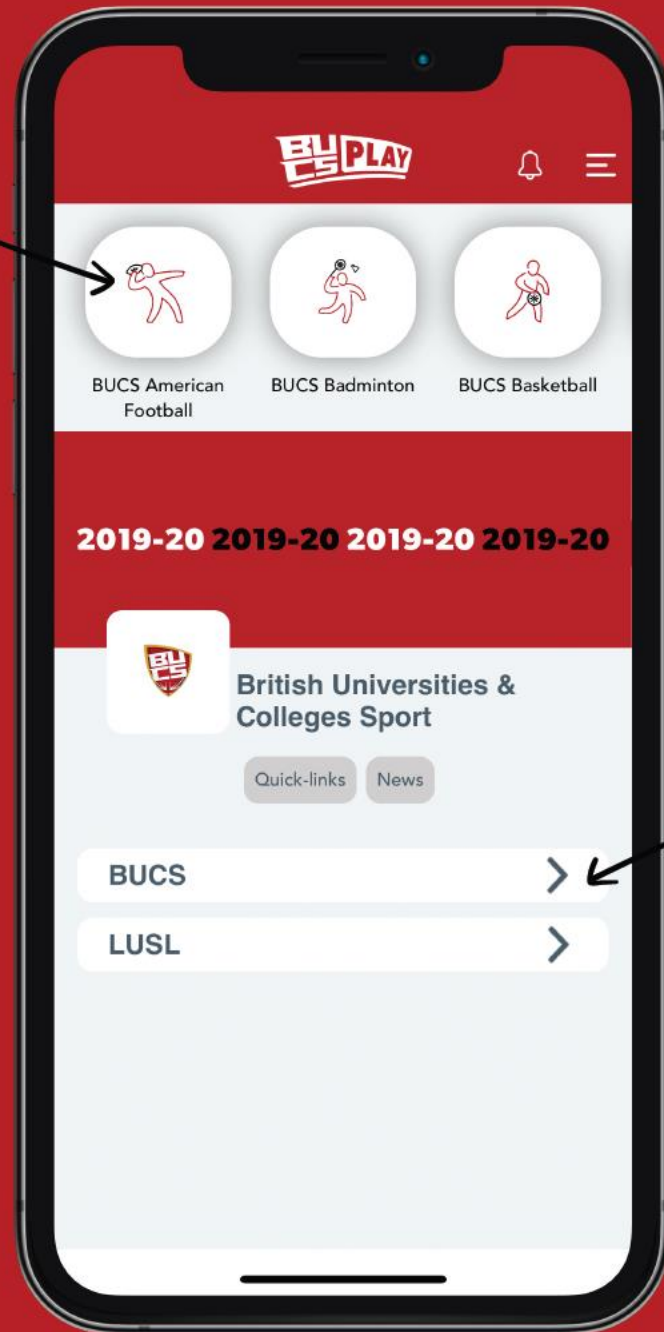 BUCS PLAY
BUCS American
Football
BUCS Badminton
BUCS Basketball
2019-20 2019-20 2019-20 2019-20
BUCS
British Universities &
Colleges Sport
Quick-links
News
BUCS
LUSL